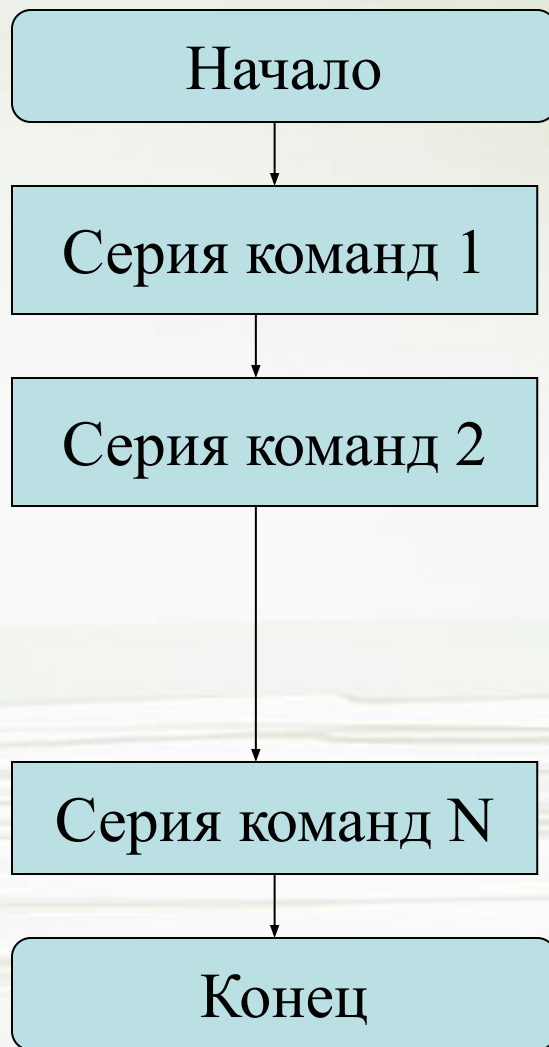 Начало
Серия команд 1
Серия команд 2
Серия команд N
Конец